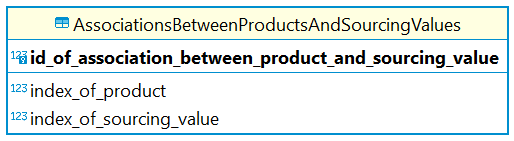 AssociationsBetweenProductsAndSourcingValues
123 id_of_association_between_product_and_sourcing_value
123 index_of_product
123 index_of_sourcing_value